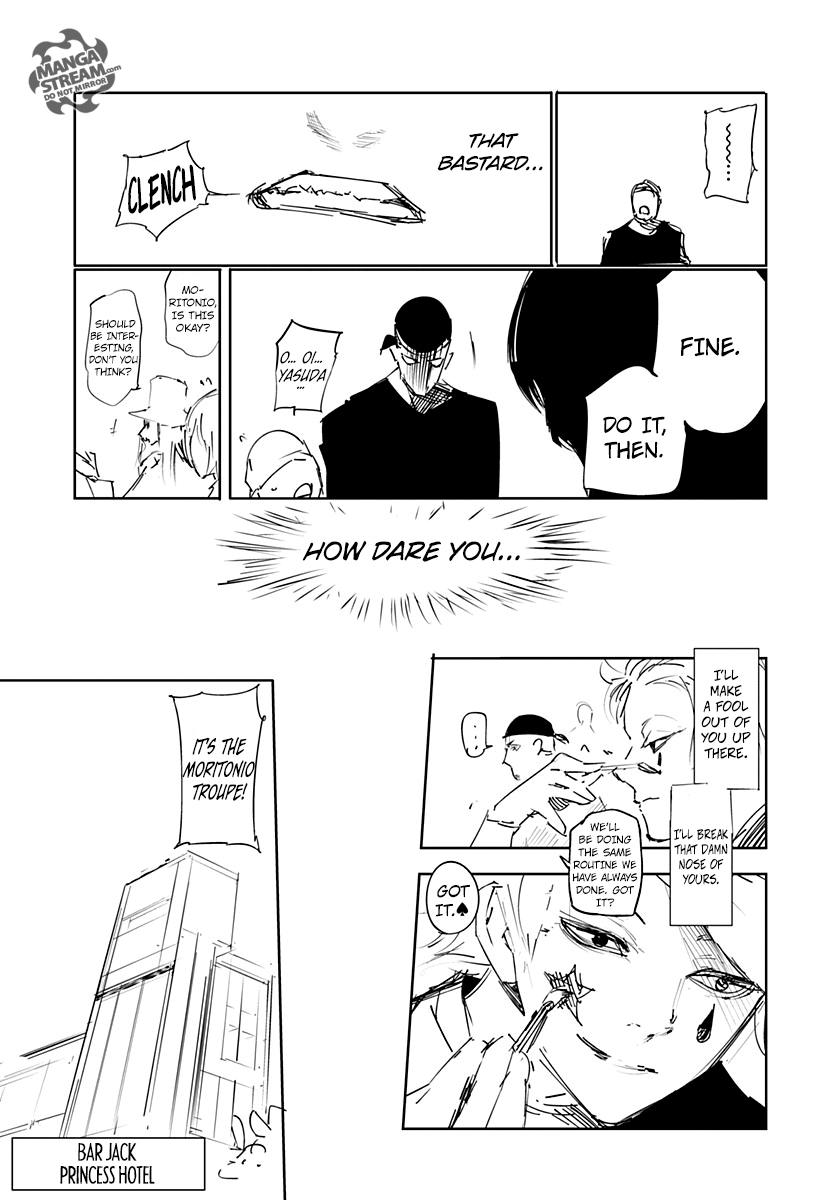 MANGA
STREAM.com
DO NOT MIRROR
THAT
BASTARD...
CLENCH
FINE.
DO IT,
THEN.
O... OI...
YASUDA
...
MO-
RITONIO,
IS THIS
OKAY?
SHOULD
BE INTER-
ESTING,
DON'T YOU
THINK?
HOW DARE YOU...
I'LL
MAKE
A FOOL
OUT OF
YOU UP
THERE.
...
I'LL BREAK
THAT DAMN
NOSE OF
YOURS.
WE'LL
BE DOING
THE SAME
ROUTINE WE
HAVE ALWAYS
DONE. GOT
IT?
GOT
IT.♠
IT'S THE
MORITONIO
TROUPE!
BAR JACK
PRINCESS HOTEL